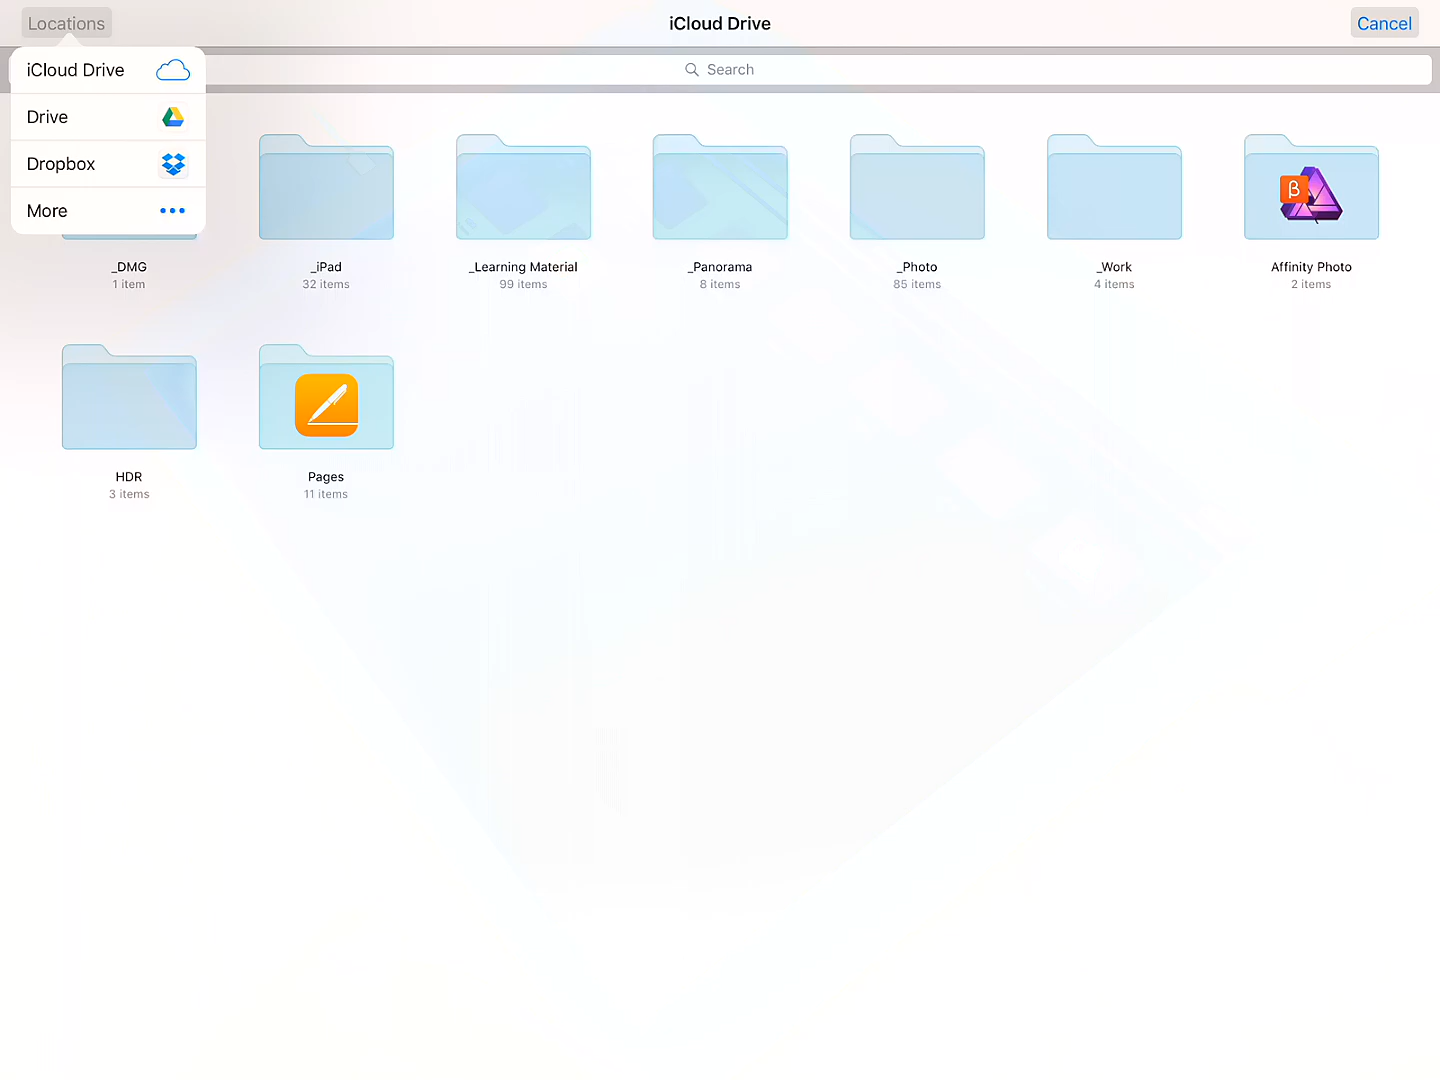 Locations
iCloud Drive
Cancel
iCloud Drive
Drive
Dropbox
More
Search
_DMG
1 item
_iPad
32 items
_Learning Material
99 items
_Panorama
8 items
_Photo
85 items
_Work
4 items
β
Affinity Photo
2 items
HDR
3 items
Pages
11 items